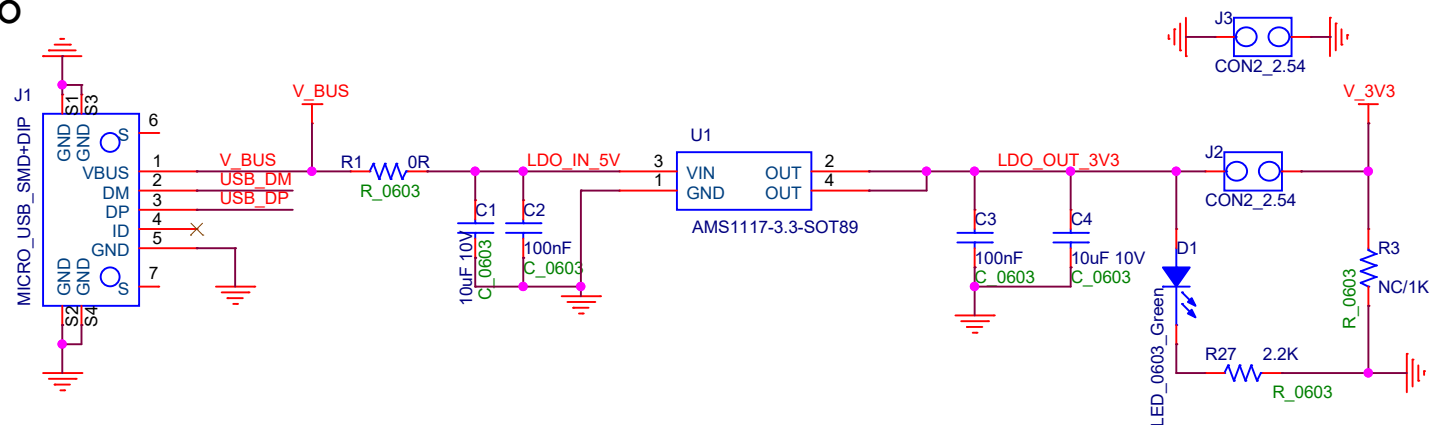 J3
CON2_2.54
J1
MICRO_USB_SMD+DIP
S1
S3
GND
GND
S
6
VBUS
1
V_BUS
DM
2
USB_DM
DP
3
USB_DP
ID
4
GND
5
GND
GND
S
7
S2
S4
V_BUS
R1
0R
R_0603
LDO_IN_5V
C1
10uF 10V
C_0603
C2
100nF
C_0603
U1
3
VIN
OUT
2
1
GND
OUT
4
AMS1117-3.3-SOT89
LDO_OUT_3V3
C3
100nF
C_0603
C4
10uF 10V
C_0603
J2
CON2_2.54
V_3V3
D1
LED_0603_Green
R3
NC/1K
R_0603
R27
2.2K
R_0603